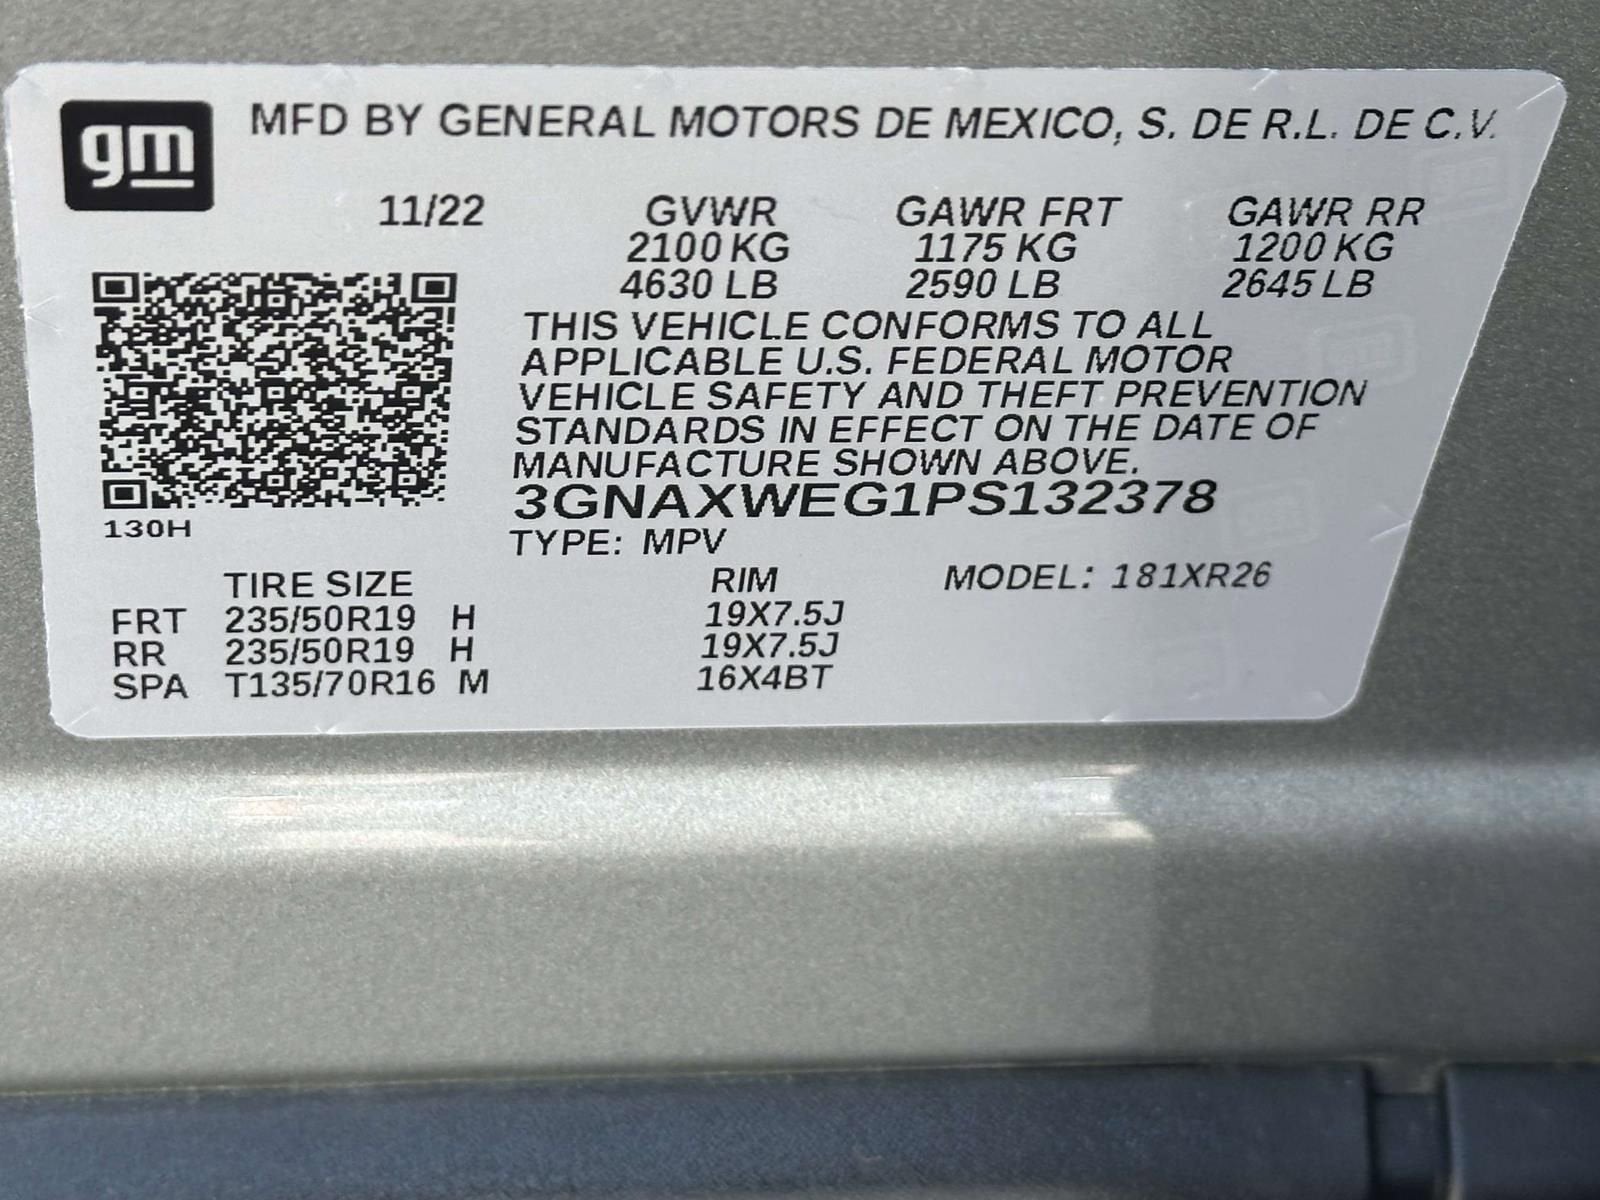 gm
MFD BY GENERAL MOTORS DE MEXICO, S. DE R.L. DE C.V.
11/22 GVWR GAWR FRT GAWR RR
2100 KG 1175 KG 1200 KG
4630 LB 2590 LB 2645 LB
THIS VEHICLE CONFORMS TO ALL
APPLICABLE U.S. FEDERAL MOTOR
VEHICLE SAFETY AND THEFT PREVENTION
STANDARDS IN EFFECT ON THE DATE OF
MANUFACTURE SHOWN ABOVE.
3GNAXWEG1PS132378
130H
TYPE: MPV
TIRE SIZE RIM MODEL: 181XR26
FRT 235/50R19 H 19X7.5J
RR 235/50R19 H 19X7.5J
SPA T135/70R16 M 16X4BT